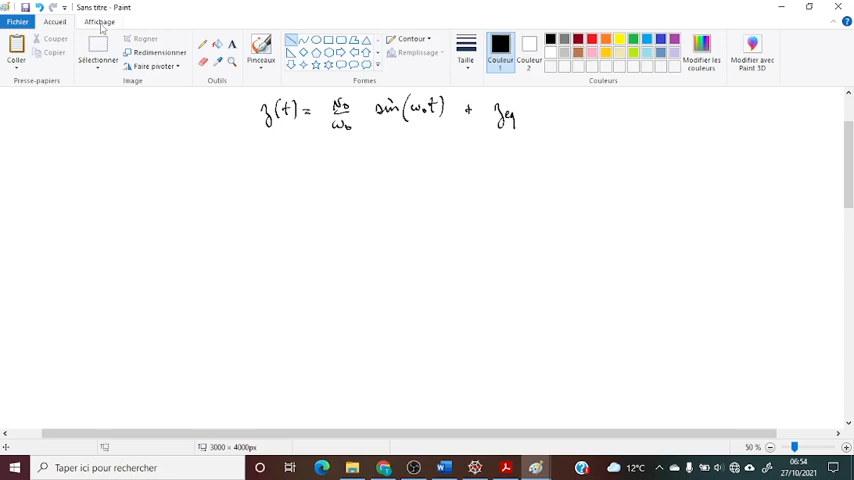 Sans titre - Paint
Fichier Accueil Affichage
Coller
Couper
Copier
Presse-papiers
Sélectionner
Rogner
Redimensionner
Faire pivoter
Image
Outils
Pinceaux
Contour
Remplissage
Formes
Taille
Couleur 1
Couleur 2
Modifier les couleurs
Couleurs
Modifier avec Paint 3D
z(t) = v₀/ω₀ sin(ω₀t) + z_eq
3000 × 4000px
50 %
Taper ici pour rechercher
12°C
06:54
27/10/2021